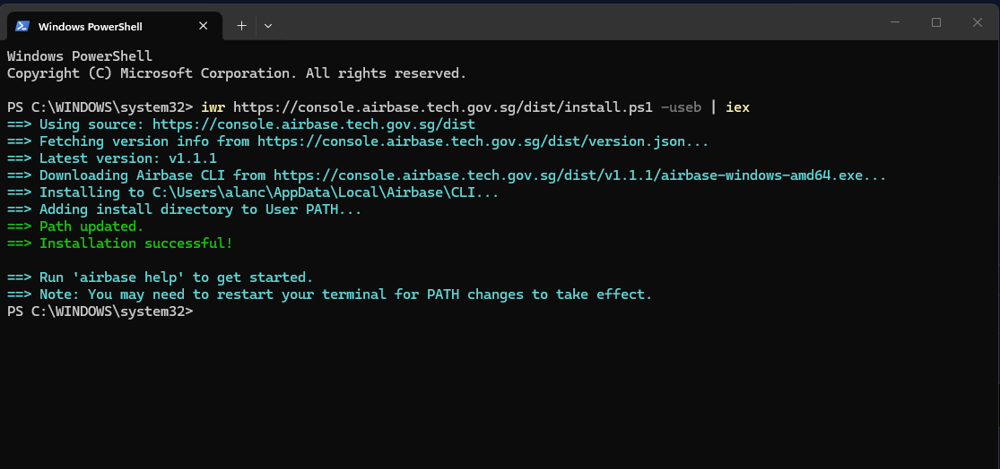 Windows PowerShell
Windows PowerShell
Copyright (C) Microsoft Corporation. All rights reserved.
PS C:\WINDOWS\system32> iwr https://console.airbase.tech.gov.sg/dist/install.ps1 -useb | iex
==> Using source: https://console.airbase.tech.gov.sg/dist
==> Fetching version info from https://console.airbase.tech.gov.sg/dist/version.json...
==> Latest version: v1.1.1
==> Downloading Airbase CLI from https://console.airbase.tech.gov.sg/dist/v1.1.1/airbase-windows-amd64.exe...
==> Installing to C:\Users\alanc\AppData\Local\Airbase\CLI...
==> Adding install directory to User PATH...
==> Path updated.
==> Installation successful!
==> Run 'airbase help' to get started.
==> Note: You may need to restart your terminal for PATH changes to take effect.
PS C:\WINDOWS\system32>